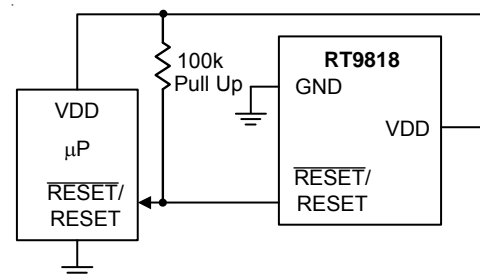 100k
Pull Up
RT9818
GND
VDD
RESET/
RESET
VDD
μP
RESET/
RESET